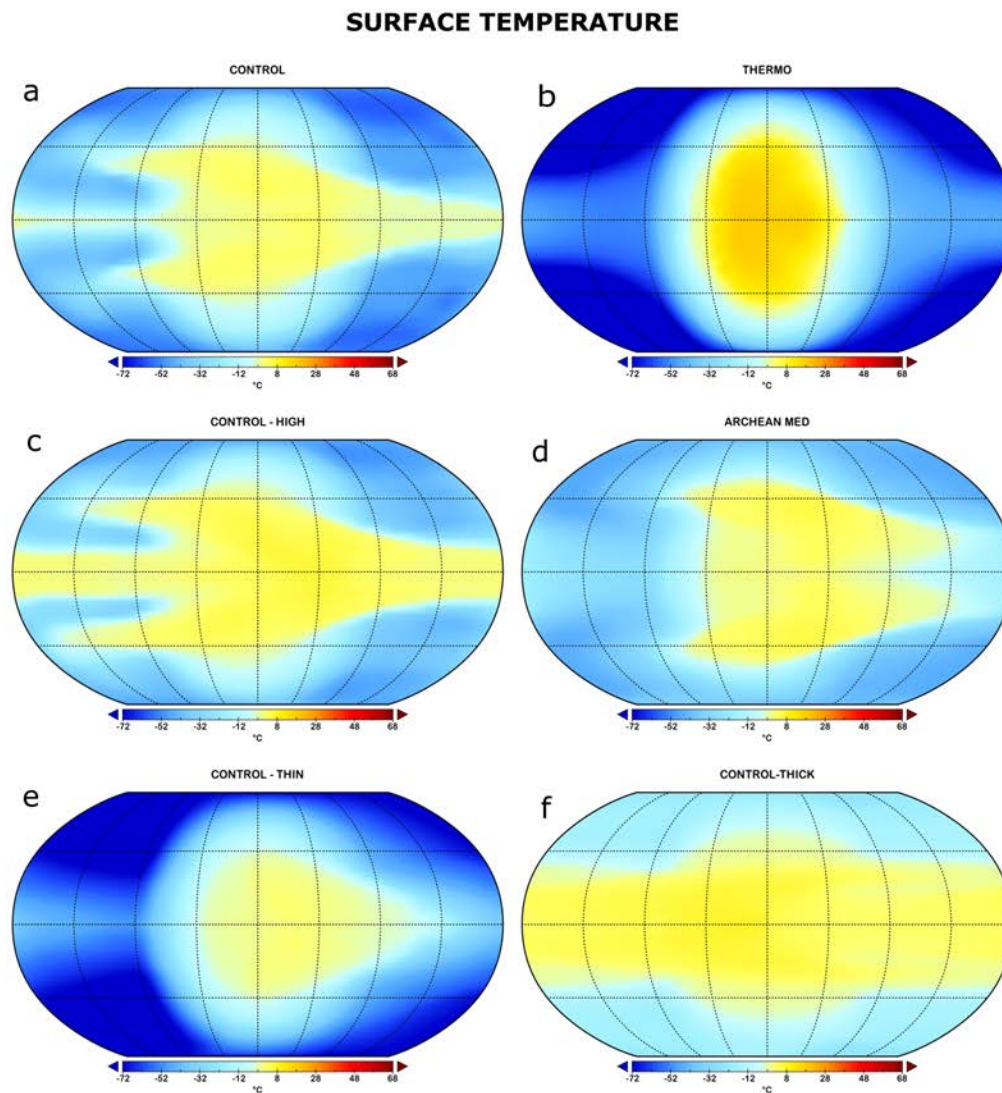 SURFACE TEMPERATURE
a
CONTROL
b
THERMO
-72 -52 -32 -12 8 28 48 68
°C
-72 -52 -32 -12 8 28 48 68
°C
c
CONTROL - HIGH
d
ARCHEAN MED
-72 -52 -32 -12 8 28 48 68
°C
-72 -52 -32 -12 8 28 48 68
°C
e
CONTROL - THIN
f
CONTROL-THICK
-72 -52 -32 -12 8 28 48 68
°C
-72 -52 -32 -12 8 28 48 68
°C